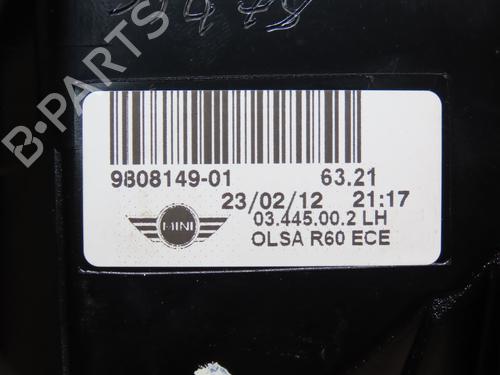 B-PARTS
9808149-01 63.21
23/02/12 21:17
03.445.00.2 LH
MINI
OLSA R60 ECE